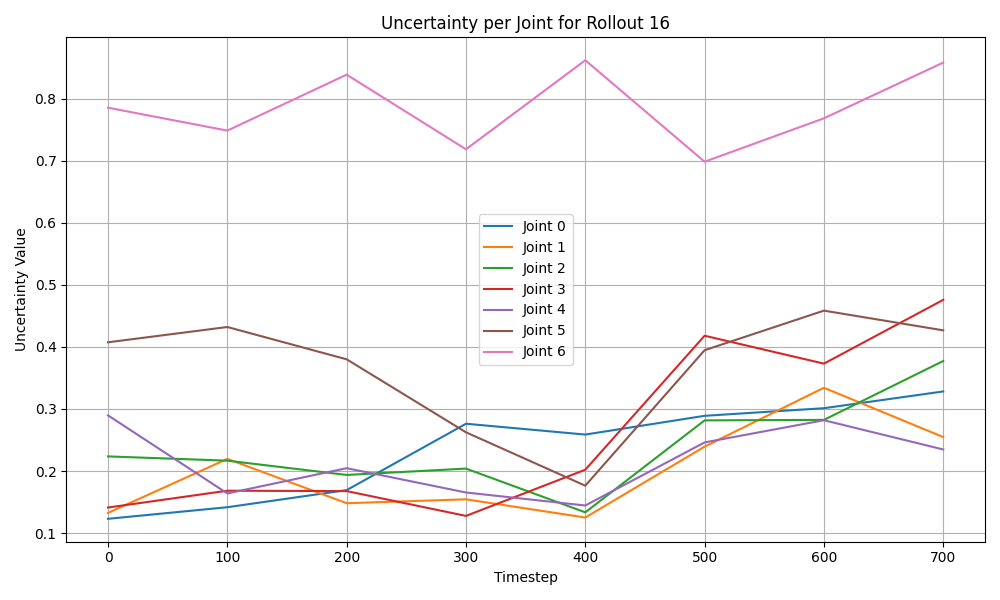 Uncertainty per Joint for Rollout 16
Uncertainty Value
0.8
0.7
0.6
0.5
0.4
0.3
0.2
0.1
Joint 0
Joint 1
Joint 2
Joint 3
Joint 4
Joint 5
Joint 6
0 100 200 300 400 500 600 700
Timestep